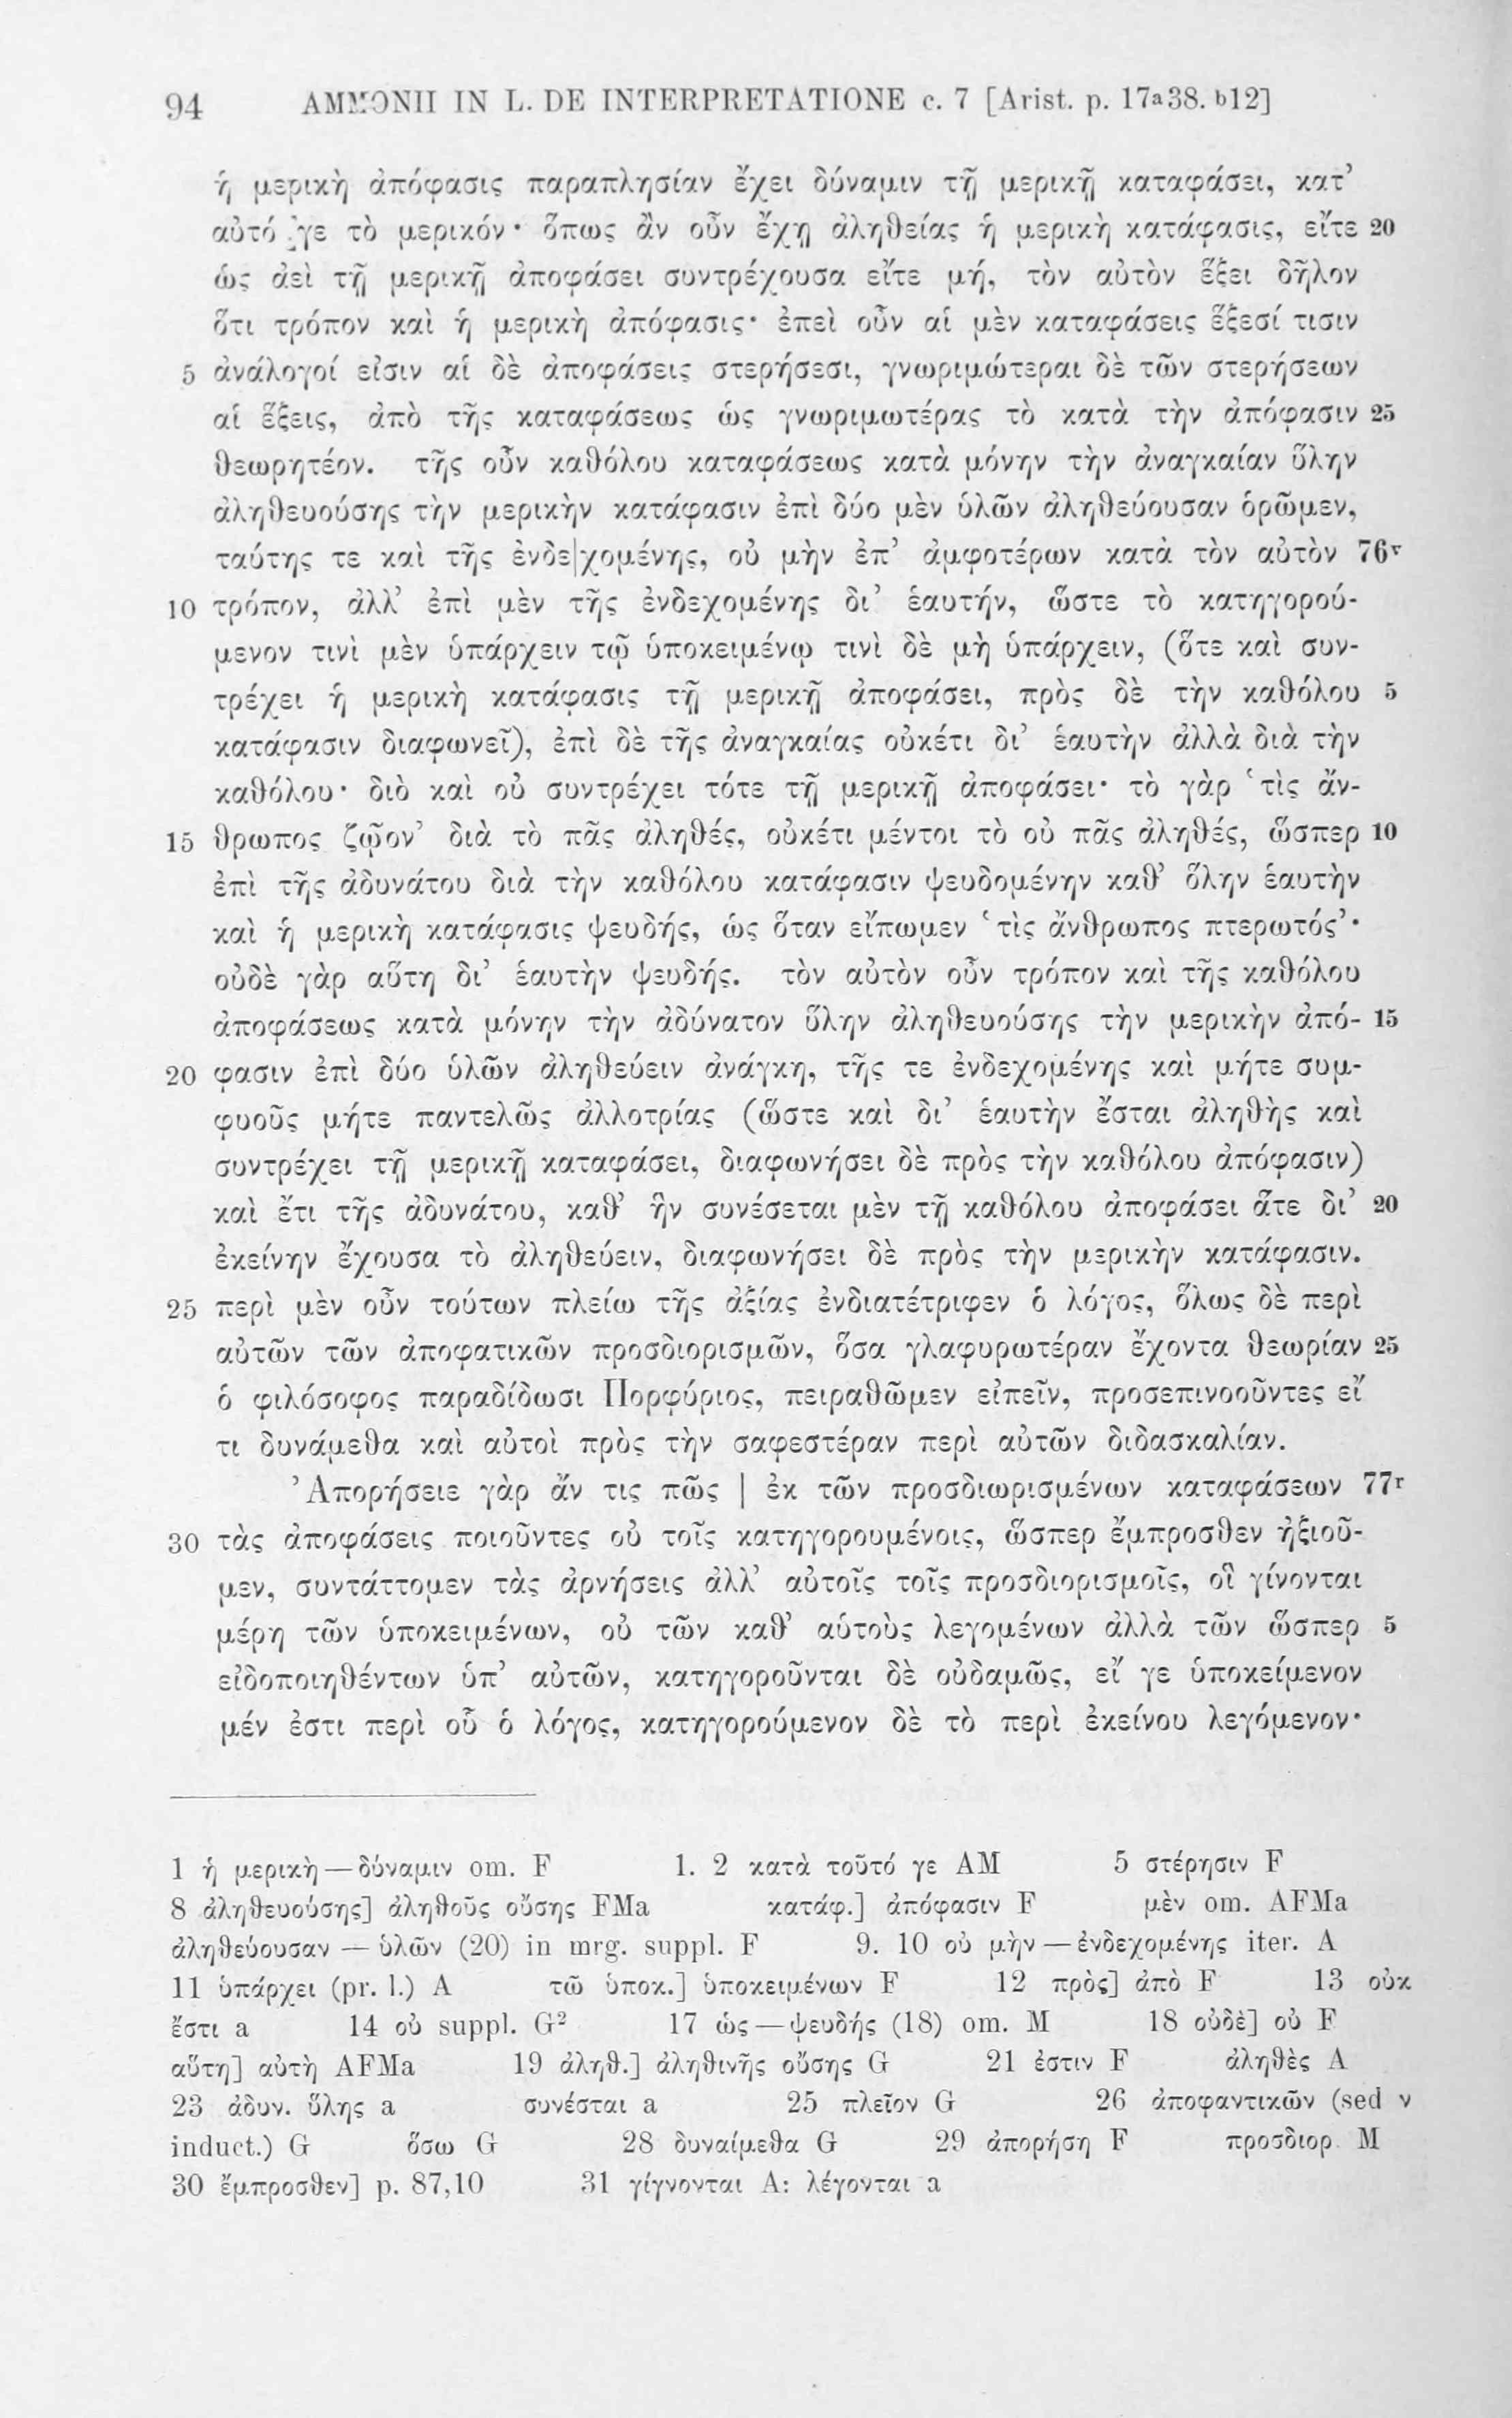 94 AMMONII IN L. DE INTERPRETATIONE c. 7 [Arist. p. 17a38. b12]
ἡ μερικὴ ἀπόφασις παραπλησίαν ἔχει δύναμιν τῇ μερικῇ καταφάσει, κατ’
αὐτό γε τὸ μερικόν· ὅπως ἂν οὖν ἔχῃ ἀληθείας ἡ μερικὴ κατάφασις, εἴτε 20
ὡς ἀεὶ τῇ μερικῇ ἀποφάσει συντρέχουσα εἴτε μή, τὸν αὐτὸν ἕξει δῆλον
ὅτι τρόπον καὶ ἡ μερικὴ ἀπόφασις· ἐπεὶ οὖν αἱ μὲν καταφάσεις ἕξεσί τισιν
5 ἀνάλογοί εἰσιν αἱ δὲ ἀποφάσεις στερήσεσι, γνωριμώτεραι δὲ τῶν στερήσεων
αἱ ἕξεις, ἀπὸ τῆς καταφάσεως ὡς γνωριμωτέρας τὸ κατὰ τὴν ἀπόφασιν 25
θεωρητέον. τῆς οὖν καθόλου καταφάσεως κατὰ μόνην τὴν ἀναγκαίαν ὕλην
ἀληθευούσης τὴν μερικὴν κατάφασιν ἐπὶ δύο μὲν ὑλῶν ἀληθεύουσαν ὁρῶμεν,
ταύτης τε καὶ τῆς ἐνδε|χομένης, οὐ μὴν ἐπ’ ἀμφοτέρων κατὰ τὸν αὐτὸν 76v
10 τρόπον, ἀλλ’ ἐπὶ μὲν τῆς ἐνδεχομένης δι’ ἑαυτήν, ὥστε τὸ κατηγορού-
μενον τινὶ μὲν ὑπάρχειν τῷ ὑποκειμένῳ τινὶ δὲ μὴ ὑπάρχειν, (ὅτε καὶ συν-
τρέχει ἡ μερικὴ κατάφασις τῇ μερικῇ ἀποφάσει, πρὸς δὲ τὴν καθόλου 5
κατάφασιν διαφωνεῖ), ἐπὶ δὲ τῆς ἀναγκαίας οὐκέτι δι’ ἑαυτὴν ἀλλὰ διὰ τὴν
καθόλου· διὸ καὶ οὐ συντρέχει τότε τῇ μερικῇ ἀποφάσει· τὸ γὰρ ‘τὶς ἄν-
15 θρωπος ζῷον’ διὰ τὸ πᾶς ἀληθές, οὐκέτι μέντοι τὸ οὐ πᾶς ἀληθές, ὥσπερ 10
ἐπὶ τῆς ἀδυνάτου διὰ τὴν καθόλου κατάφασιν ψευδομένην καθ’ ὅλην ἑαυτὴν
καὶ ἡ μερικὴ κατάφασις ψευδής, ὡς ὅταν εἴπωμεν ‘τὶς ἄνθρωπος πτερωτός’·
οὐδὲ γὰρ αὕτη δι’ ἑαυτὴν ψευδής. τὸν αὐτὸν οὖν τρόπον καὶ τῆς καθόλου
ἀποφάσεως κατὰ μόνην τὴν ἀδύνατον ὕλην ἀληθευούσης τὴν μερικὴν ἀπό- 15
20 φασιν ἐπὶ δύο ὑλῶν ἀληθεύειν ἀνάγκη, τῆς τε ἐνδεχομένης καὶ μήτε συμ-
φυοῦς μήτε παντελῶς ἀλλοτρίας (ὥστε καὶ δι’ ἑαυτὴν ἔσται ἀληθὴς καὶ
συντρέχει τῇ μερικῇ καταφάσει, διαφωνήσει δὲ πρὸς τὴν καθόλου ἀπόφασιν)
καὶ ἔτι τῆς ἀδυνάτου, καθ’ ἣν συνέσεται μὲν τῇ καθόλου ἀποφάσει ἅτε δι’ 20
ἐκείνην ἔχουσα τὸ ἀληθεύειν, διαφωνήσει δὲ πρὸς τὴν μερικὴν κατάφασιν.
25 περὶ μὲν οὖν τούτων πλείω τῆς ἀξίας ἐνδιατέτριφεν ὁ λόγος, ὅλως δὲ περὶ
αὐτῶν τῶν ἀποφατικῶν προσδιορισμῶν, ὅσα γλαφυρωτέραν ἔχοντα θεωρίαν 25
ὁ φιλόσοφος παραδίδωσι Πορφύριος, πειραθῶμεν εἰπεῖν, προσεπινοοῦντες εἴ
τι δυνάμεθα καὶ αὐτοὶ πρὸς τὴν σαφεστέραν περὶ αὐτῶν διδασκαλίαν.
Ἀπορήσειε γὰρ ἄν τις πῶς | ἐκ τῶν προσδιωρισμένων καταφάσεων 77r
30 τὰς ἀποφάσεις ποιοῦντες οὐ τοῖς κατηγορουμένοις, ὥσπερ ἔμπροσθεν ἠξιοῦ-
μεν, συντάττομεν τὰς ἀρνήσεις ἀλλ’ αὐτοῖς τοῖς προσδιορισμοῖς, οἳ γίνονται
μέρη τῶν ὑποκειμένων, οὐ τῶν καθ’ αὑτοὺς λεγομένων ἀλλὰ τῶν ὥσπερ 5
εἰδοποιηθέντων ὑπ’ αὐτῶν, κατηγοροῦνται δὲ οὐδαμῶς, εἴ γε ὑποκείμενον
μέν ἐστι περὶ οὗ ὁ λόγος, κατηγορούμενον δὲ τὸ περὶ ἐκείνου λεγόμενον·
1 ἡ μερικὴ — δύναμιν om. F 1. 2 κατὰ τοῦτό γε AM 5 στέρησιν F
8 ἀληθευούσης] ἀληθοῦς οὔσης FMa κατάφ.] ἀπόφασιν F μὲν om. AFMa
ἀληθεύουσαν — ὑλῶν (20) in mrg. suppl. F 9. 10 οὐ μὴν — ἐνδεχομένης iter. A
11 ὑπάρχει (pr. l.) A τῶ ὑποκ.] ὑποκειμένων F 12 πρὸς] ἀπὸ F 13 οὐκ
ἔστι a 14 οὐ suppl. G² 17 ὡς — ψευδής (18) om. M 18 οὐδὲ] οὐ F
αὕτη] αὐτὴ AFMa 19 ἀληθ.] ἀληθινῆς οὔσης G 21 ἐστιν F ἀληθὲς A
23 ἀδυν. ὕλης a συνέσται a 25 πλεῖον G 26 ἀποφαντικῶν (sed ν
induct.) G ὅσω G 28 δυναίμεθα G 29 ἀπορήση F προσδιορ. M
30 ἔμπροσθεν] p. 87,10 31 γίγνονται A: λέγονται a